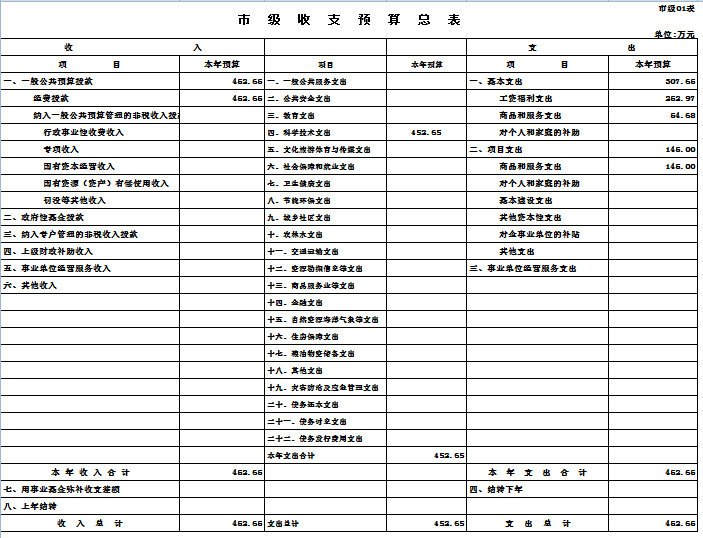 市级01表
市 级 收 支 预 算 总 表
单位:万元
收 入 支 出
项 目 本年预算 项目 本年预算 项 目 本年预算
一、一般公共预算拨款 452.66 一．一般公共服务支出 一、基本支出 307.66
经费拨款 452.66 二．公共安全支出 工资福利支出 252.97
纳入一般公共预算管理的非税收入拨 三．教育支出 商品和服务支出 54.68
行政事业性收费收入 四．科学技术支出 452.65 对个人和家庭的补助
专项收入 五．文化旅游体育与传媒支出 二、项目支出 145.00
国有资本经营收入 六．社会保障和就业支出 商品和服务支出 145.00
国有资源（资产）有偿使用收入 七．卫生健康支出 对个人和家庭的补助
罚没等其他收入 八．节能环保支出 基本建设支出
二、政府性基金拨款 九．城乡社区支出 其他资本性支出
三、纳入专户管理的非税收入拨款 十．农林水支出 对企事业单位的补贴
四、上级财政补助收入 十一．交通运输支出 其他支出
五、事业单位经营服务收入 十二．资源勘探信息等支出 三、事业单位经营服务支出
六、其他收入 十三．商品服务业等支出
十四．金融支出
十五．自然资源海洋气象等支出
十六．住房保障支出
十七．粮油物资储备支出
十八．其他支出
十九．灾害防治及应急管理支出
二十．债务还本支出
二十一．债务付息支出
二十二．债务发行费用支出
本年支出合计 452.65
本 年 收 入 合 计 452.66 本 年 支 出 合 计 452.66
七、用事业基金弥补收支差额 四、结转下年
八、上年结转
收 入 总 计 452.66 支出总计 452.65 支 出 总 计 452.66